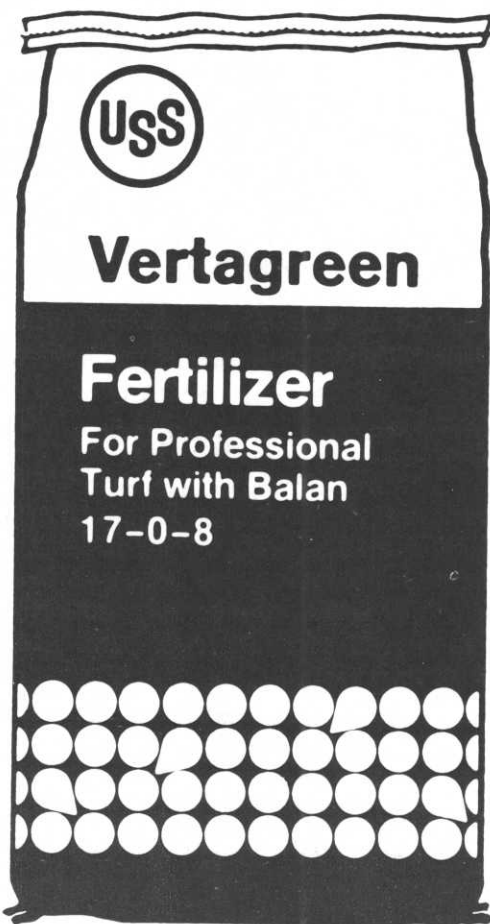 USS
Vertagreen
Fertilizer
For Professional
Turf with Balan
17-0-8